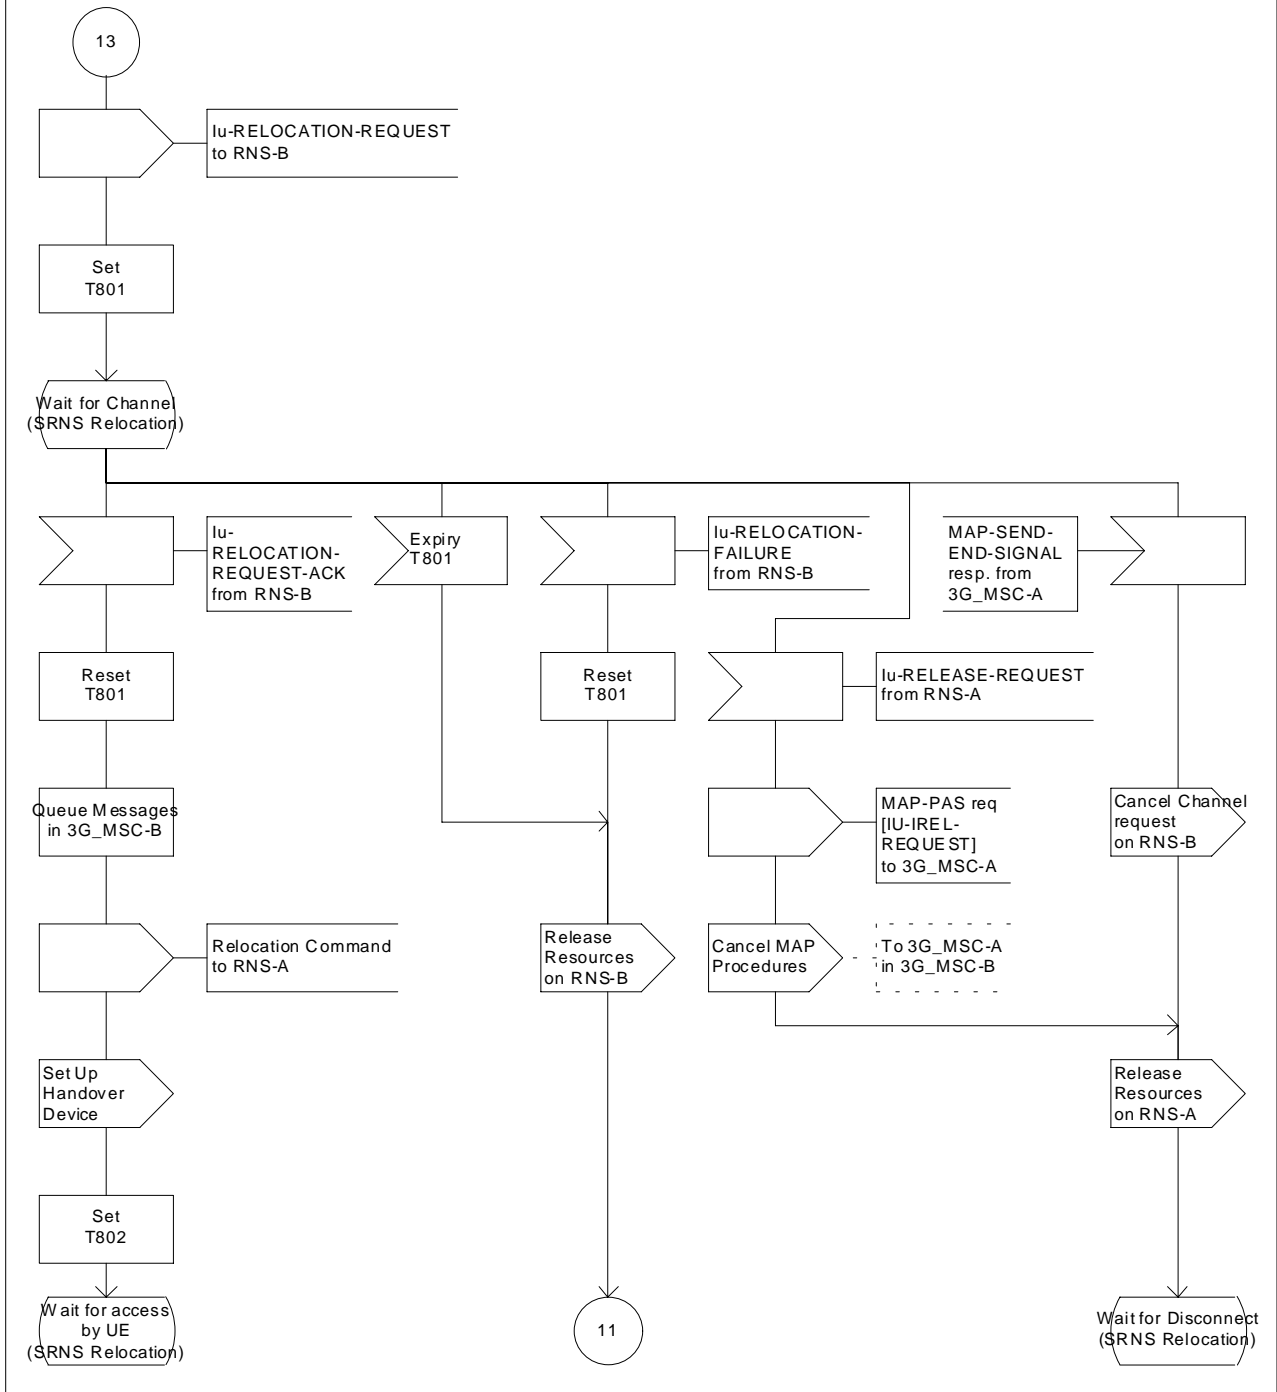 13
Iu-RELOCATION-REQUEST
to RNS-B
Set
T801
Wait for Channel
(SRNS Relocation)
Iu-
RELOCATION-
REQUEST-ACK
from RNS-B
Expiry
T801
Iu-RELOCATION-
FAILURE
from RNS-B
MAP-SEND-
END-SIGNAL
resp. from
3G_MSC-A
Reset
T801
Reset
T801
Iu-RELEASE-REQUEST
from RNS-A
Queue Messages
in 3G_MSC-B
MAP-PAS req
[IU-IREL-
REQUEST]
to 3G_MSC-A
Cancel Channel
request
on RNS-B
Relocation Command
to RNS-A
Release
Resources
on RNS-B
Cancel MAP
Procedures
To 3G_MSC-A
in 3G_MSC-B
Set Up
Handover
Device
Release
Resources
on RNS-A
Set
T802
Wait for access
by UE
(SRNS Relocation)
11
Wait for Disconnect
(SRNS Relocation)